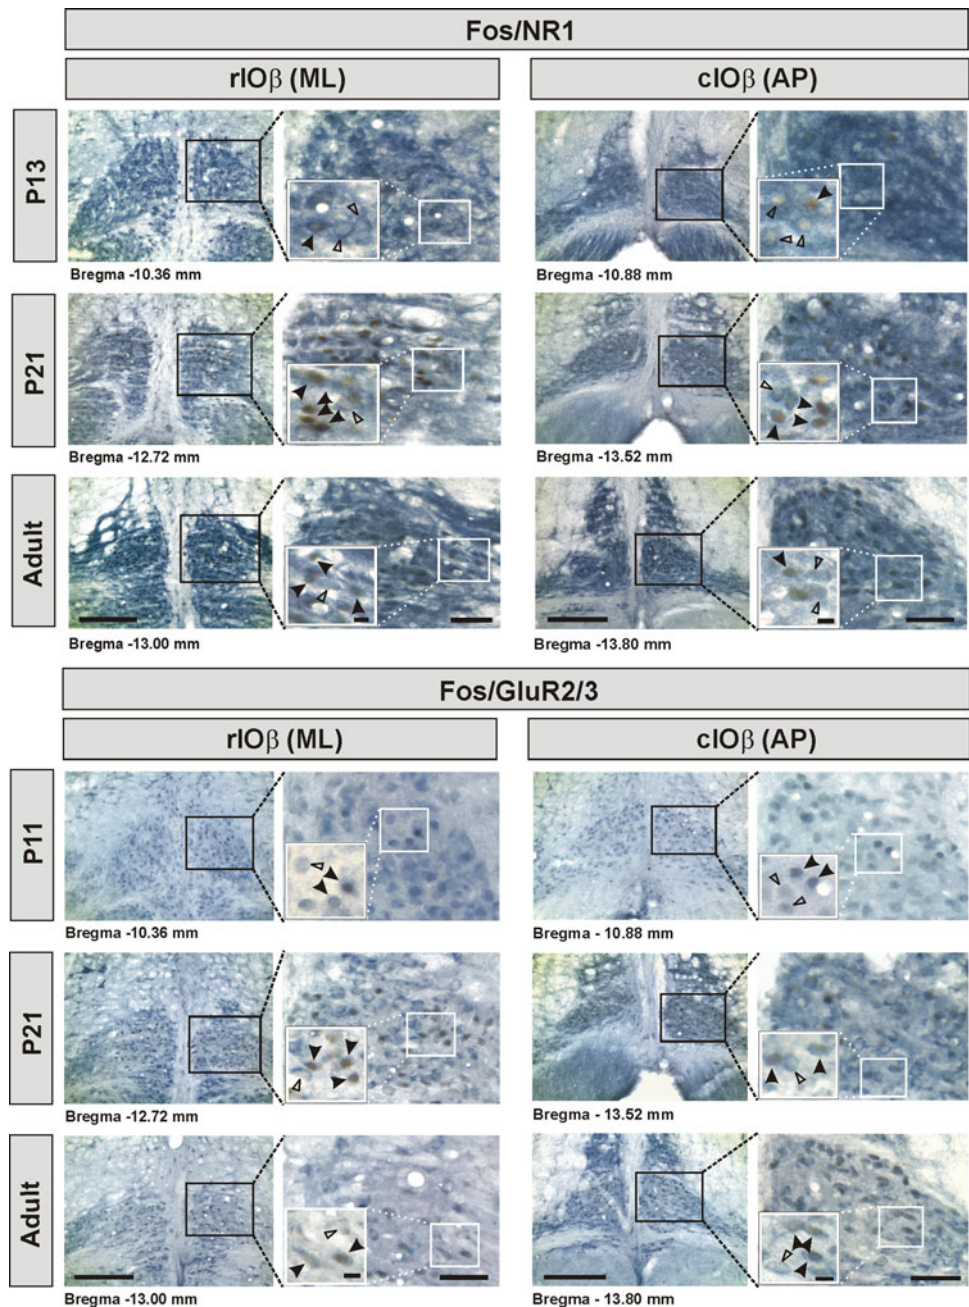 Fos/NR1
rIOβ (ML)
cIOβ (AP)
P13
Bregma -10.36 mm
Bregma -10.88 mm
P21
Bregma -12.72 mm
Bregma -13.52 mm
Adult
Bregma -13.00 mm
Bregma -13.80 mm
Fos/GluR2/3
rIOβ (ML)
cIOβ (AP)
P11
Bregma -10.36 mm
Bregma - 10.88 mm
P21
Bregma -12.72 mm
Bregma - 13.52 mm
Adult
Bregma -13.00 mm
Bregma - 13.80 mm